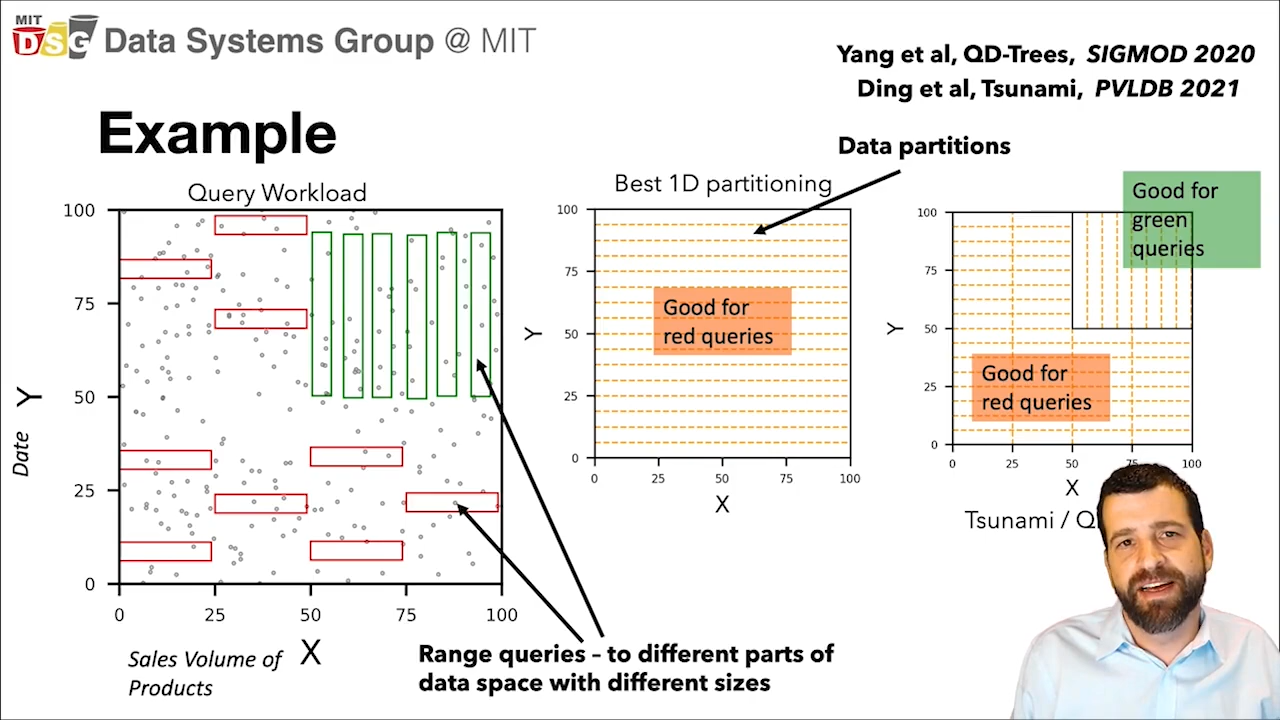 MIT
DSG Data Systems Group @ MIT
Yang et al, QD-Trees, SIGMOD 2020
Ding et al, Tsunami, PVLDB 2021
Example
Data partitions
Query Workload
100
75
50
25
0
0 25 50 75 100
Date Y
X
Sales Volume of
Products
Best 1D partitioning
100
75
50
25
0
0 25 50 75 100
Y
X
Good for
red queries
Good for
green
queries
100
75
50
25
0
0 25 50 75 100
Y
X
Good for
red queries
Tsunami /
Range queries – to different parts of
data space with different sizes